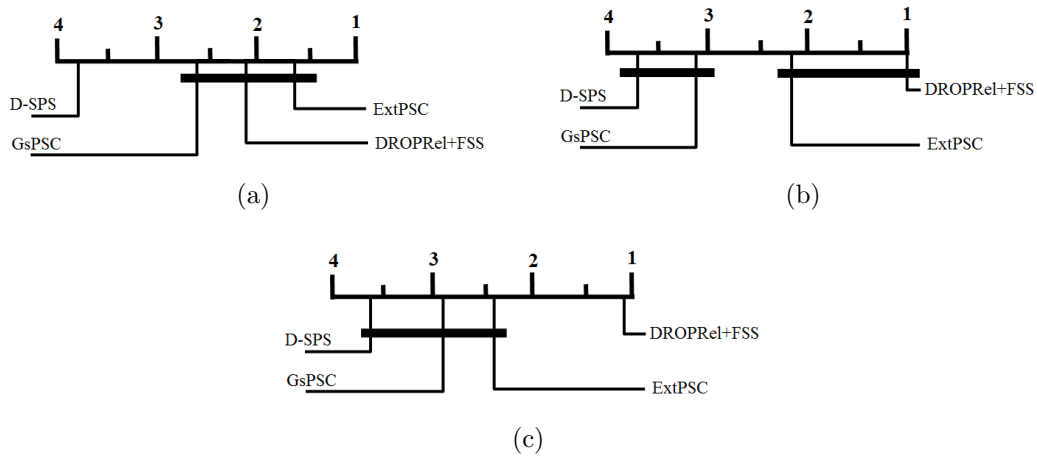 4 3 2 1
D-SPS
ExtPSC
GsPSC
DROPRel+FSS
(a)
4 3 2 1
DROPRel+FSS
D-SPS
GsPSC
ExtPSC
(b)
4 3 2 1
DROPRel+FSS
D-SPS
GsPSC
ExtPSC
(c)